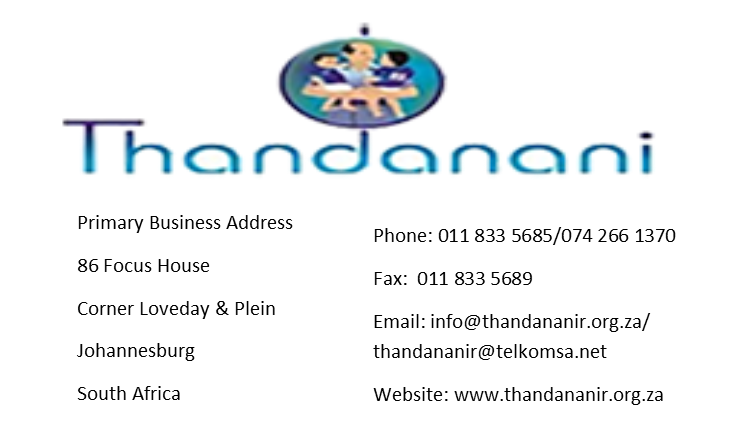 Thandanani
Primary Business Address
86 Focus House
Corner Loveday & Plein
Johannesburg
South Africa
Phone: 011 833 5685/074 266 1370
Fax:  011 833 5689
Email: info@thandananir.org.za/
thandananir@telkomsa.net
Website: www.thandananir.org.za